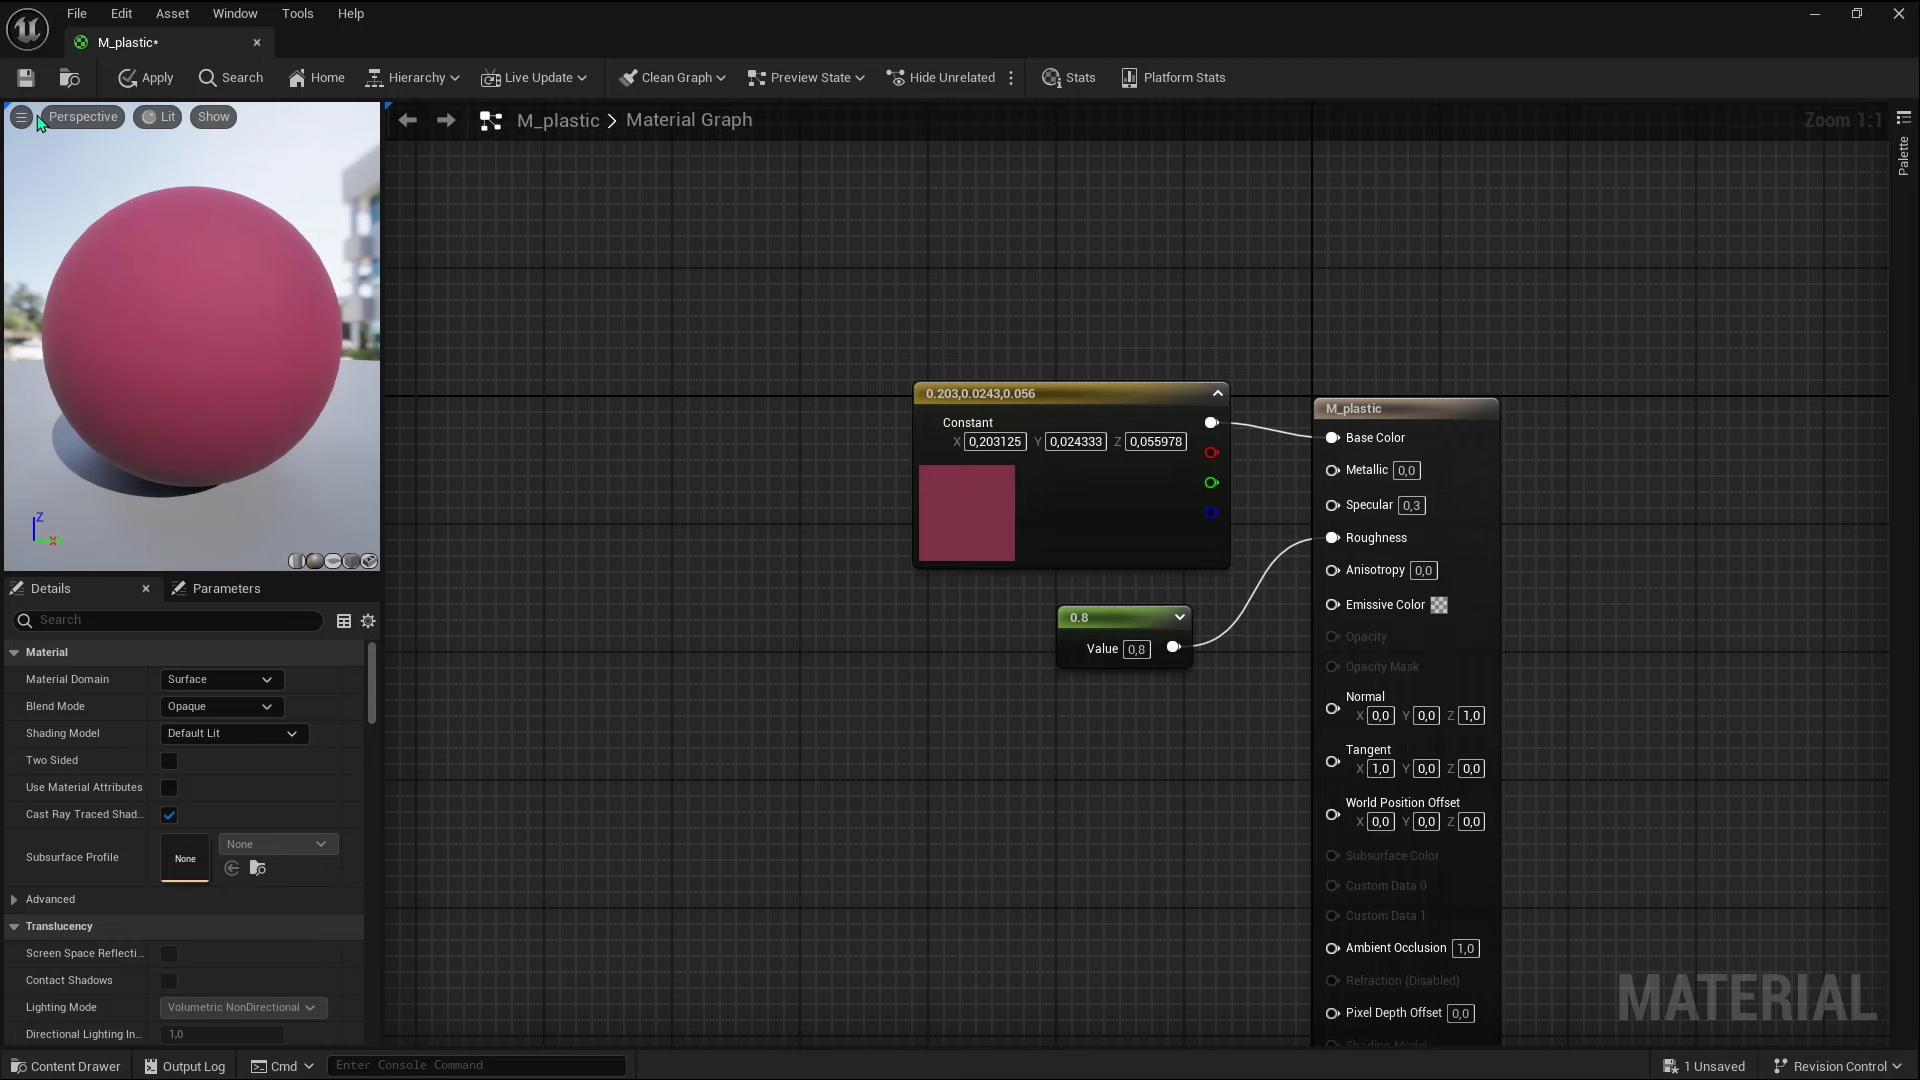 File Edit Asset Window Tools Help
M_plastic*
Apply Search Home Hierarchy Live Update Clean Graph Preview State Hide Unrelated Stats Platform Stats
Perspective Lit Show
M_plastic > Material Graph
Zoom 1:1
Palette
Z
X
0.203,0.0243,0.056
Constant
X 0,203125 Y 0,024333 Z 0,055978
0.8
Value 0,8
M_plastic
Base Color
Metallic 0,0
Specular 0,3
Roughness
Anisotropy 0,0
Emissive Color
Opacity
Opacity Mask
Normal
X 0,0 Y 0,0 Z 1,0
Tangent
X 1,0 Y 0,0 Z 0,0
World Position Offset
X 0,0 Y 0,0 Z 0,0
Subsurface Color
Custom Data 0
Custom Data 1
Ambient Occlusion 1,0
Refraction (Disabled)
Pixel Depth Offset 0,0
Shading Model
MATERIAL
Details Parameters
Search
Material
Material Domain Surface
Blend Mode Opaque
Shading Model Default Lit
Two Sided
Use Material Attributes
Cast Ray Traced Shad...
Subsurface Profile None None
Advanced
Translucency
Screen Space Reflecti...
Contact Shadows
Lighting Mode Volumetric NonDirectional
Directional Lighting In... 1,0
Content Drawer Output Log Cmd Enter Console Command 1 Unsaved Revision Control